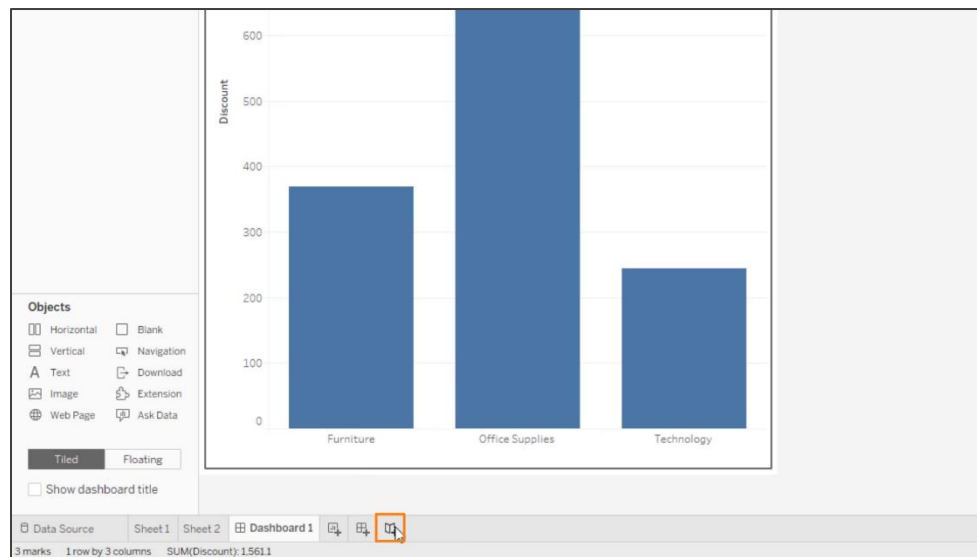 600
500
400
300
200
100
0
Discount
Furniture Office Supplies Technology
Objects
Horizontal Blank
Vertical Navigation
A Text Download
Image Extension
Web Page Ask Data
Tiled Floating
Show dashboard title
Data Source Sheet 1 Sheet 2 Dashboard 1
3 marks 1 row by 3 columns SUM(Discount): 1,561.1